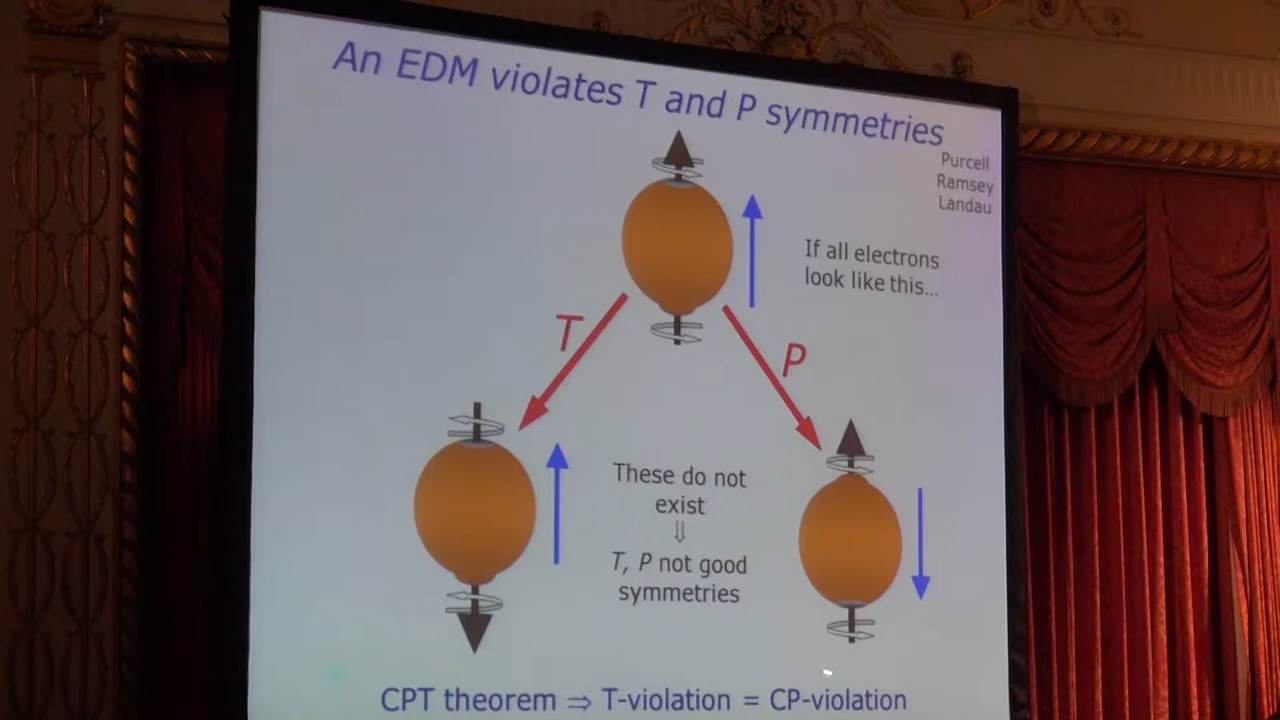 An EDM violates T and P symmetries
Purcell
Ramsey
Landau
If all electrons
look like this...
T
P
These do not
exist
⇓
T, P not good
symmetries
CPT theorem ⇒ T-violation = CP-violation